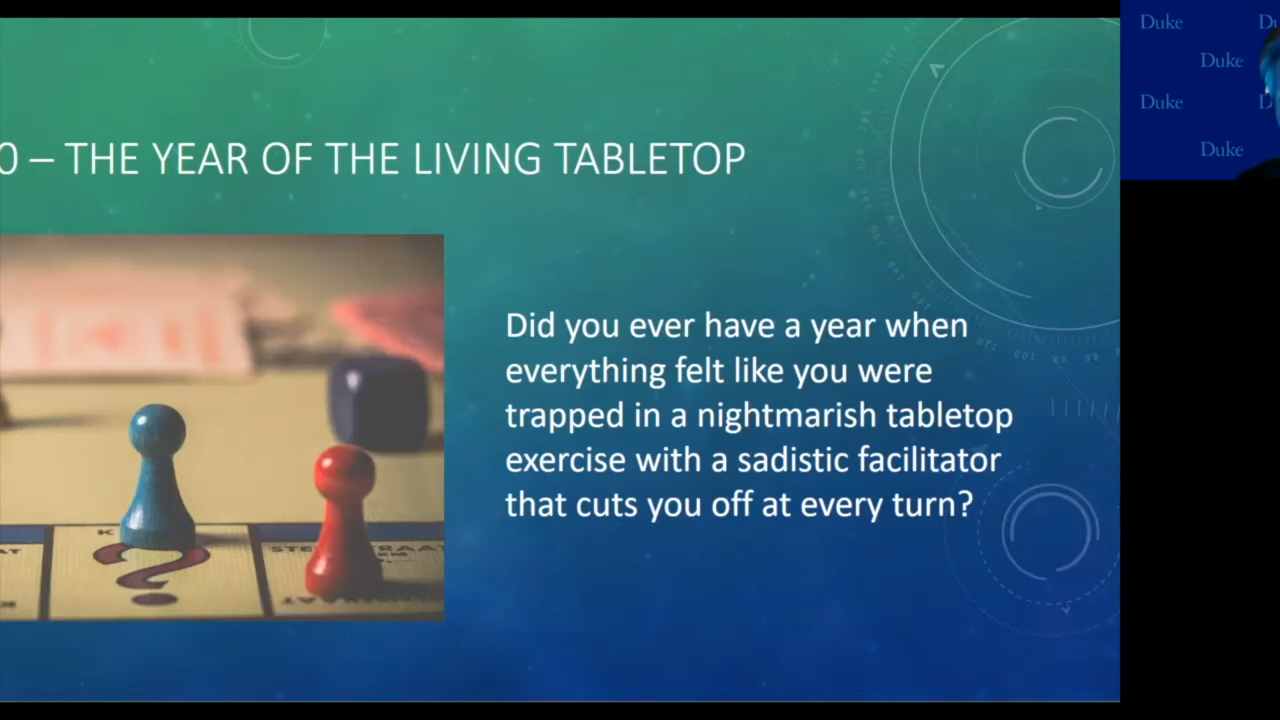 0 – THE YEAR OF THE LIVING TABLETOP
Did you ever have a year when
everything felt like you were
trapped in a nightmarish tabletop
exercise with a sadistic facilitator
that cuts you off at every turn?
Duke
Duke
Duke
Duke